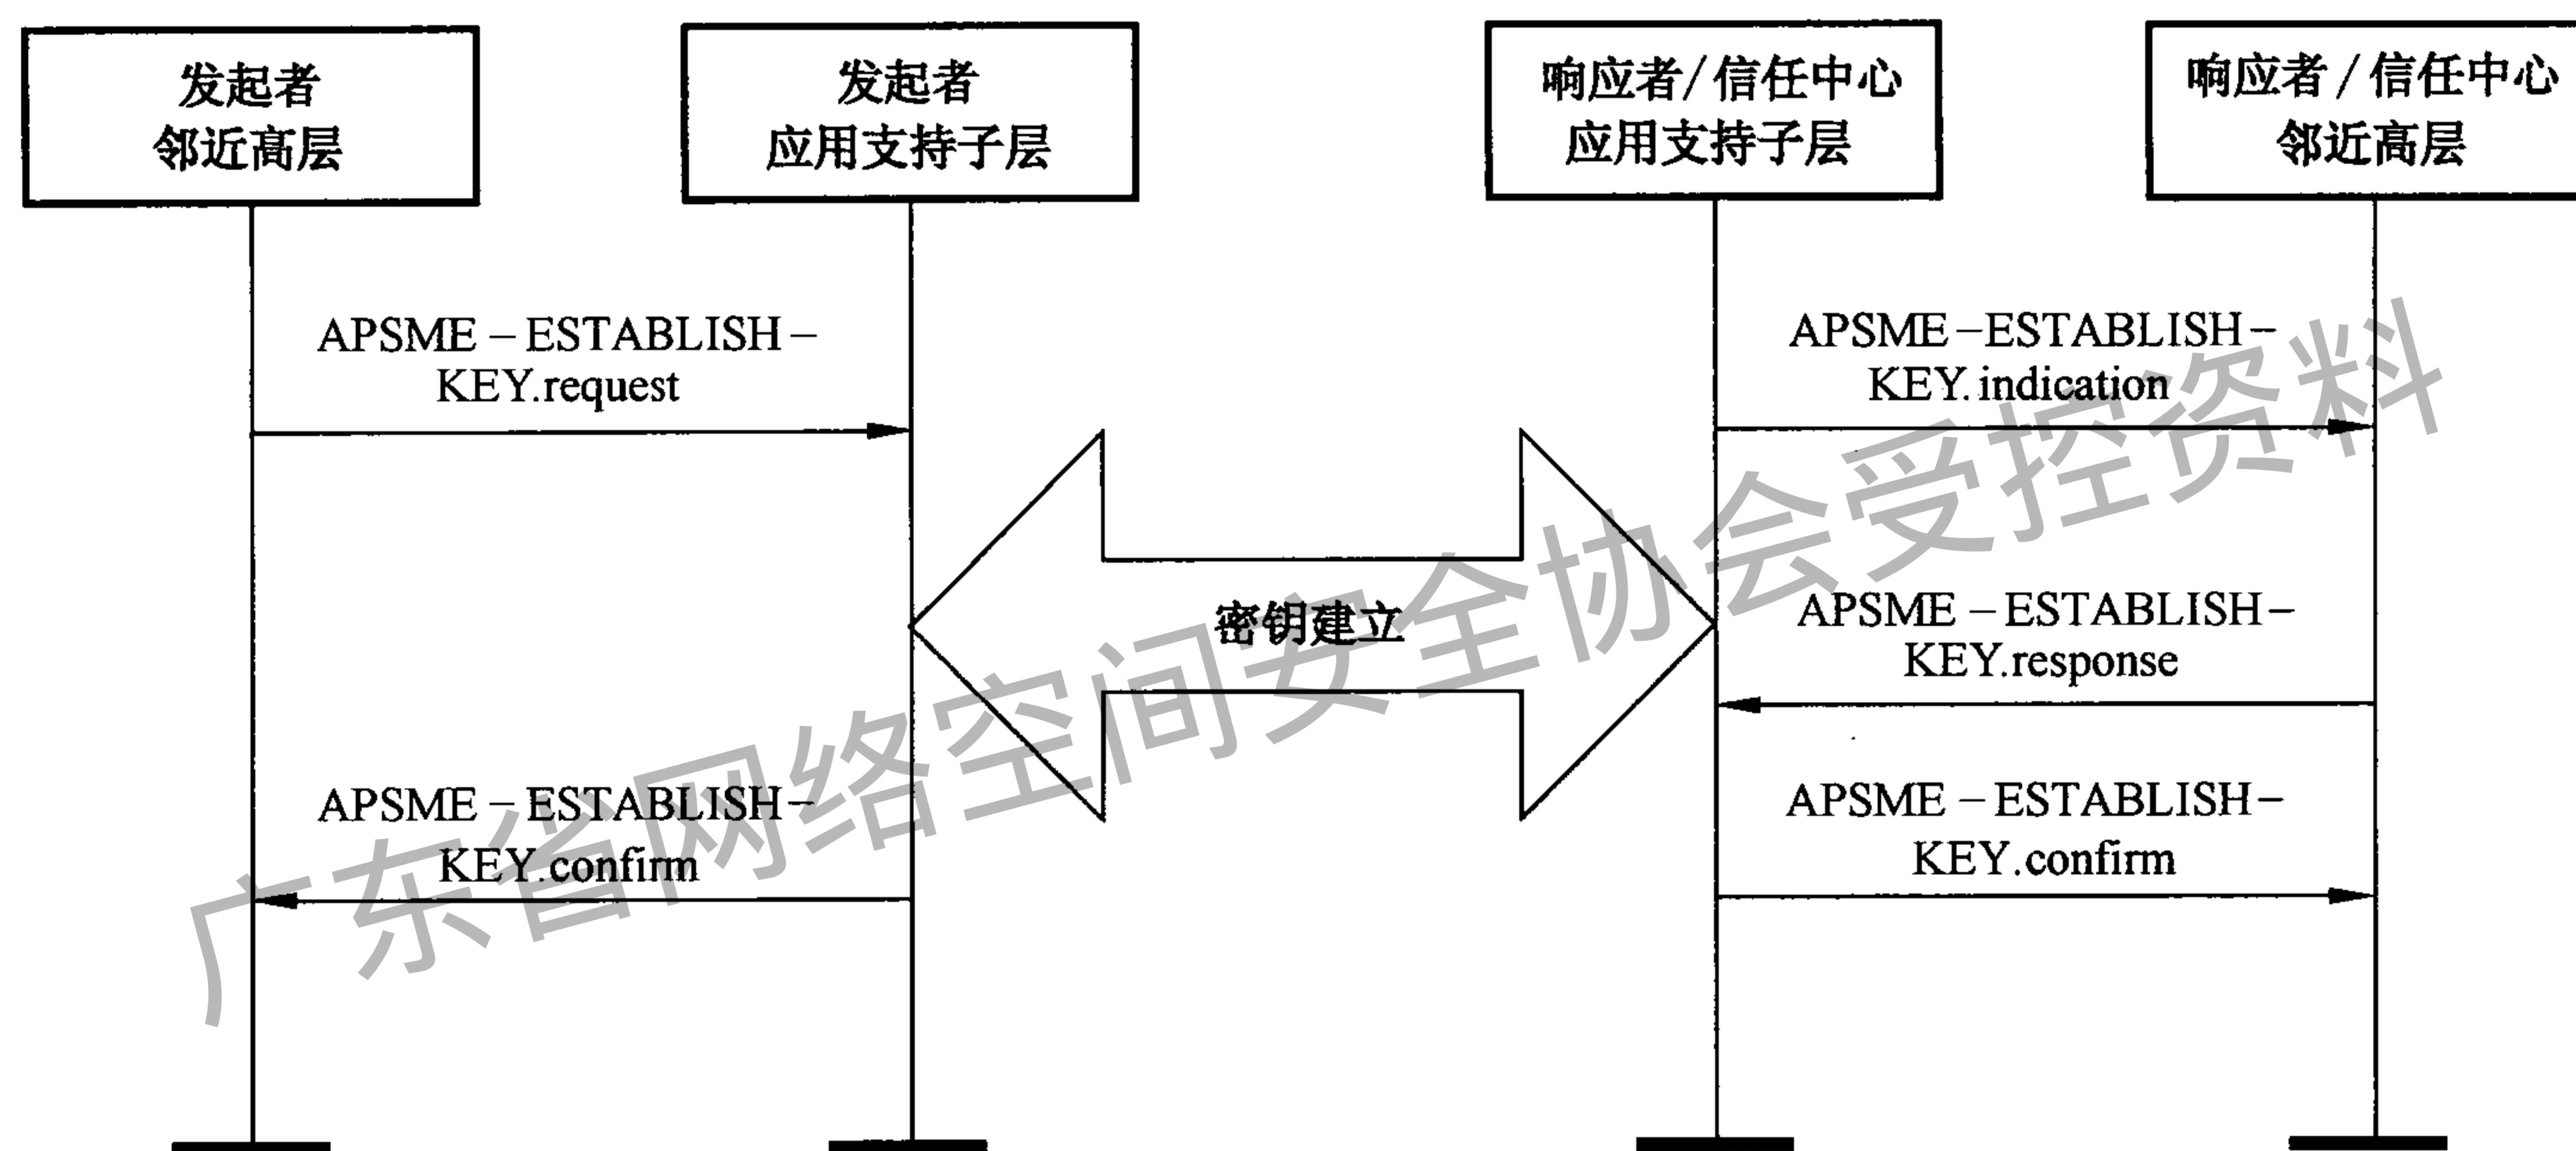 发起者
邻近高层
发起者
应用支持子层
响应者/信任中心
应用支持子层
响应者/信任中心
邻近高层
APSME-ESTABLISH-
KEY.request
APSME-ESTABLISH-
KEY.indication
密钥建立
APSME-ESTABLISH-
KEY.response
APSME-ESTABLISH-
KEY.confirm
APSME-ESTABLISH-
KEY.confirm
广东省网络空间安全协会受控资料